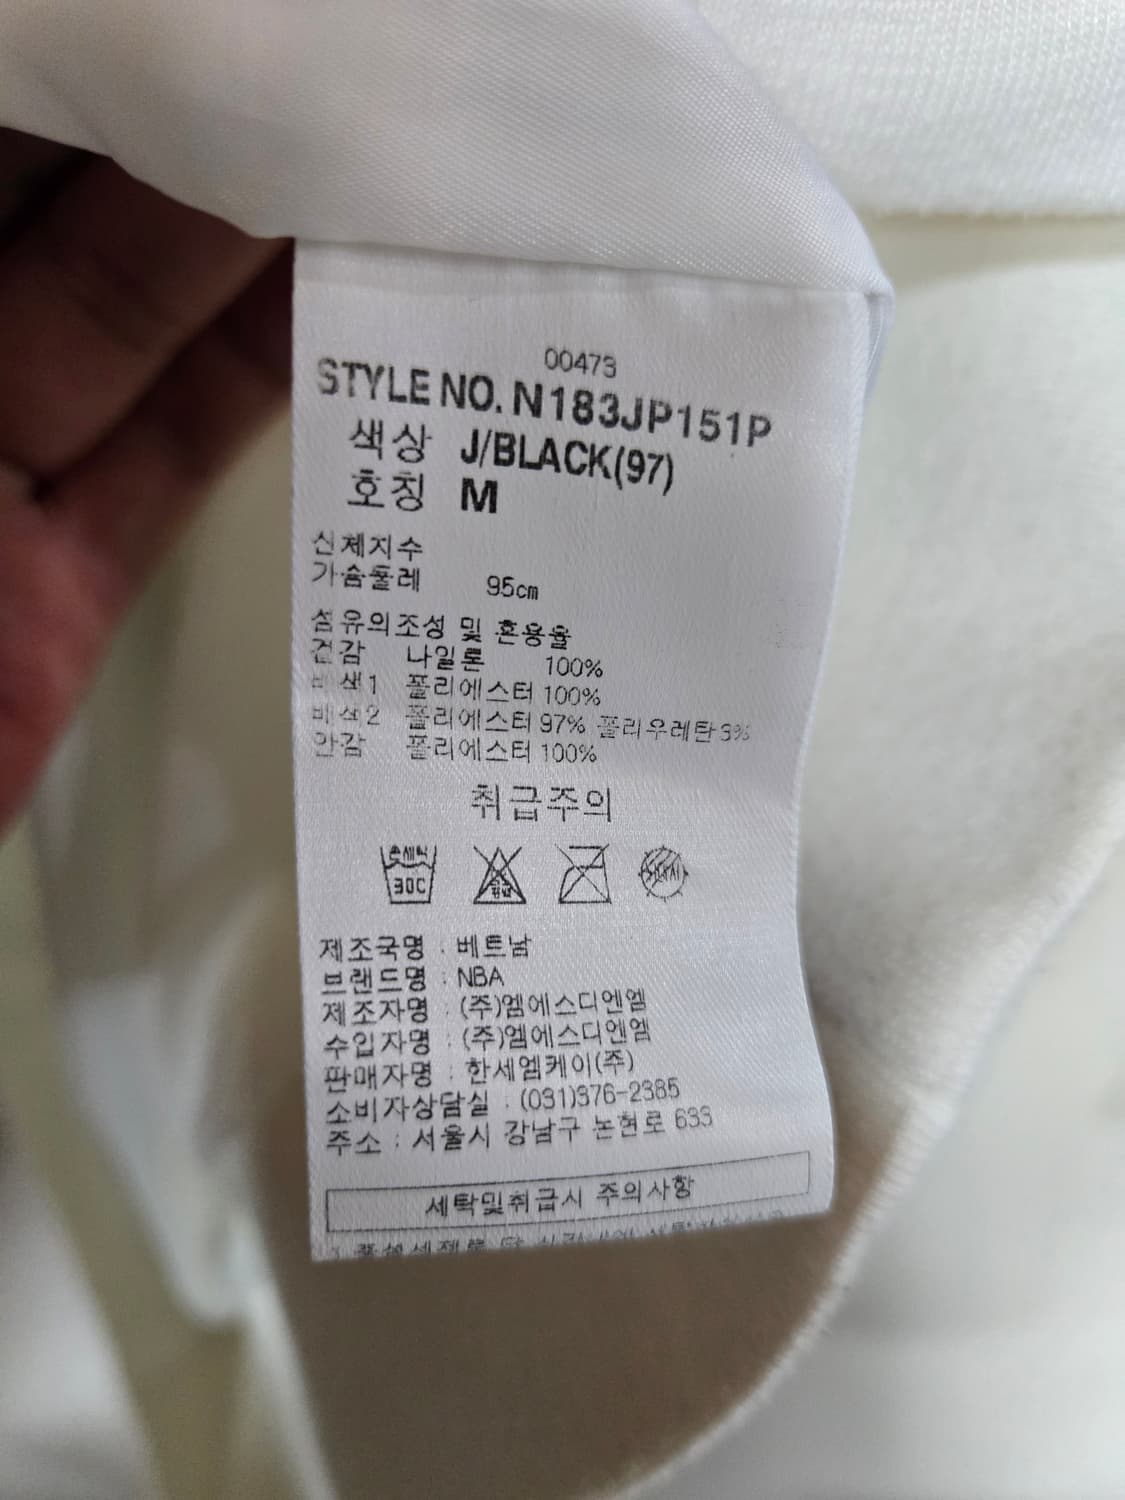 00473
STYLE NO. N183JP151P
색상 J/BLACK(97)
호칭 M
신체지수
가슴둘레 95cm
섬유의조성 및 혼용율
겉감 나일론 100%
배색1 폴리에스터 100%
배색2 폴리에스터 97% 폴리우레탄 3%
안감 폴리에스터 100%
취급주의
손세탁
30C
제조국명 : 베트남
브랜드명 : NBA
제조자명 : (주)엠에스디엔엠
수입자명 : (주)엠에스디엔엠
판매자명 : 한세엠케이(주)
소비자상담실 : (031)376-2385
주소 : 서울시 강남구 논현로 633
세탁및취급시 주의사항